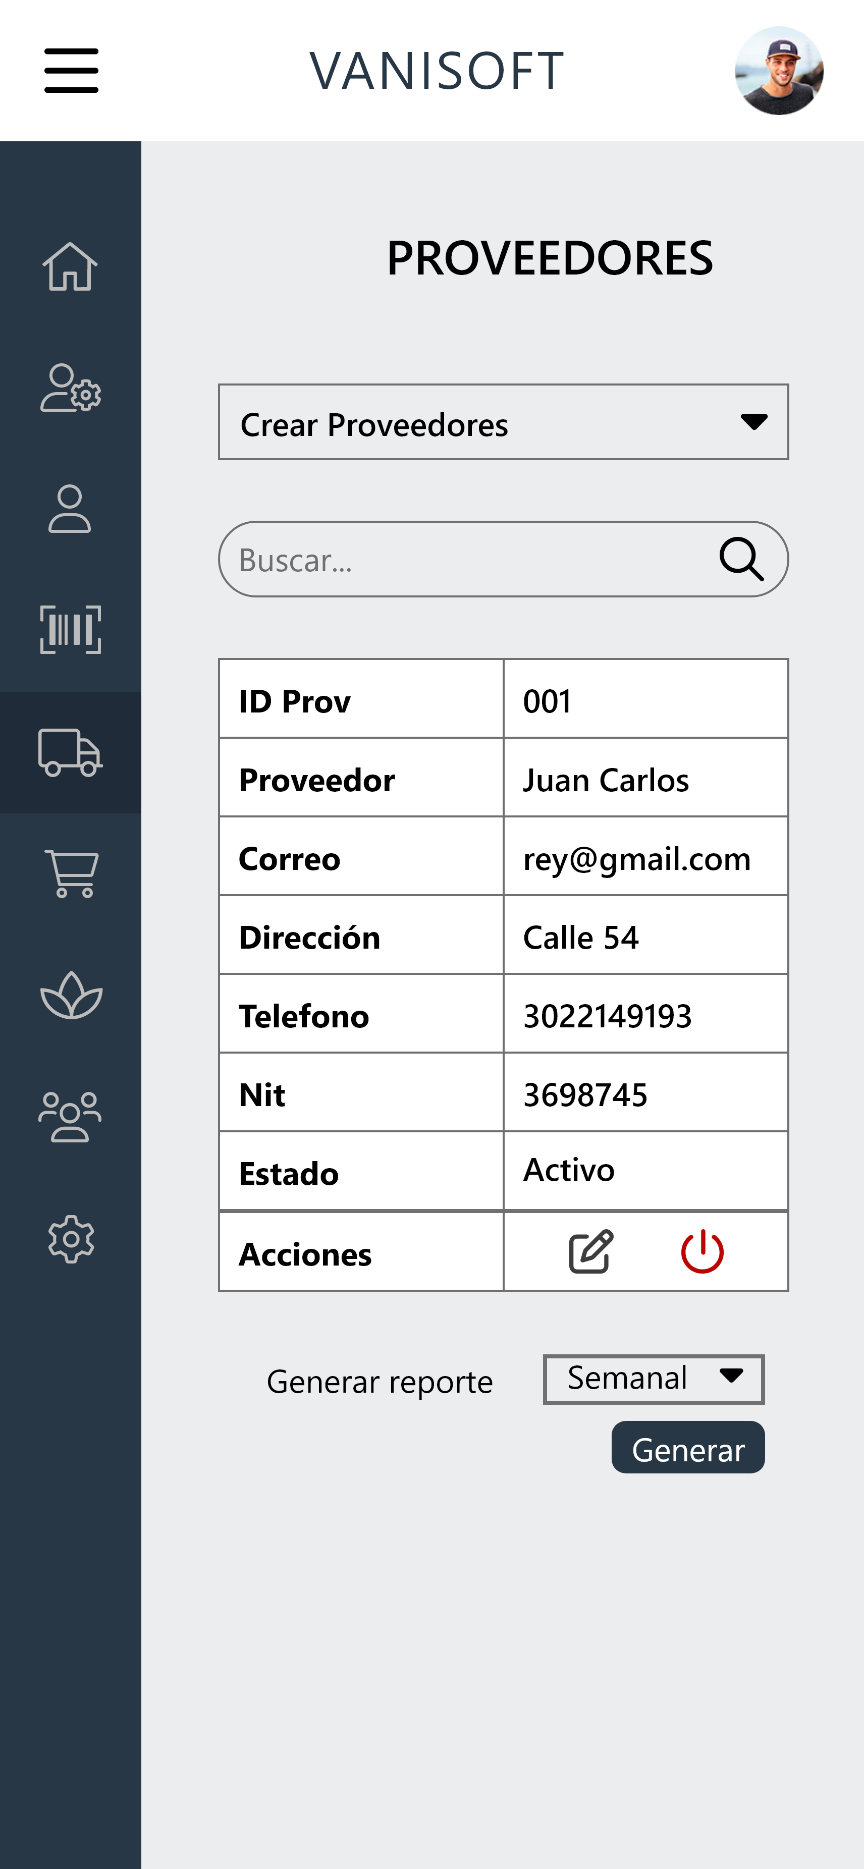 VANISOFT
PROVEEDORES
Crear Proveedores
Buscar...
ID Prov 001
Proveedor Juan Carlos
Correo rey@gmail.com
Dirección Calle 54
Telefono 3022149193
Nit 3698745
Estado Activo
Acciones
Generar reporte Semanal
Generar